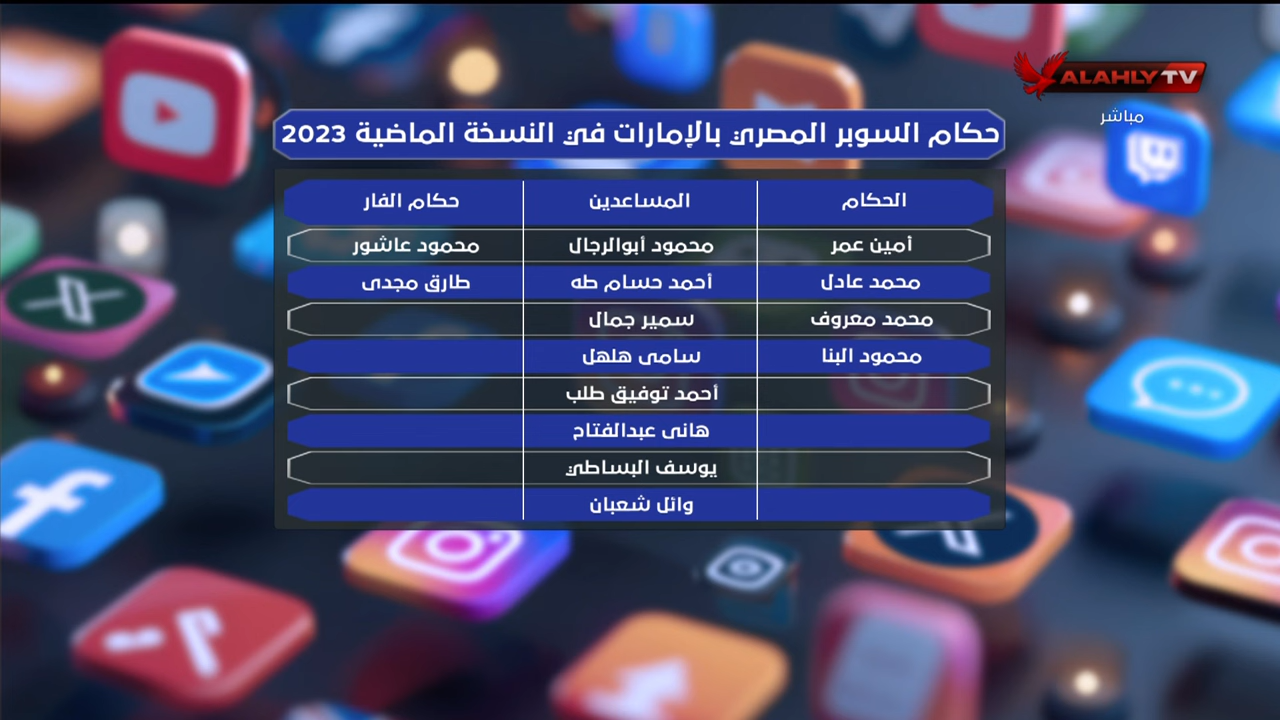 ALAHLY TV
مباشر
حكام السوبر المصري بالإمارات في النسخة الماضية 2023
الحكام المساعدين حكام الفار
أمين عمر محمود أبوالرجال محمود عاشور
محمد عادل أحمد حسام طه طارق مجدى
محمد معروف سمير جمال
محمود البنا سامى هلهل
أحمد توفيق طلب
هانى عبدالفتاح
يوسف البساطي
وائل شعبان